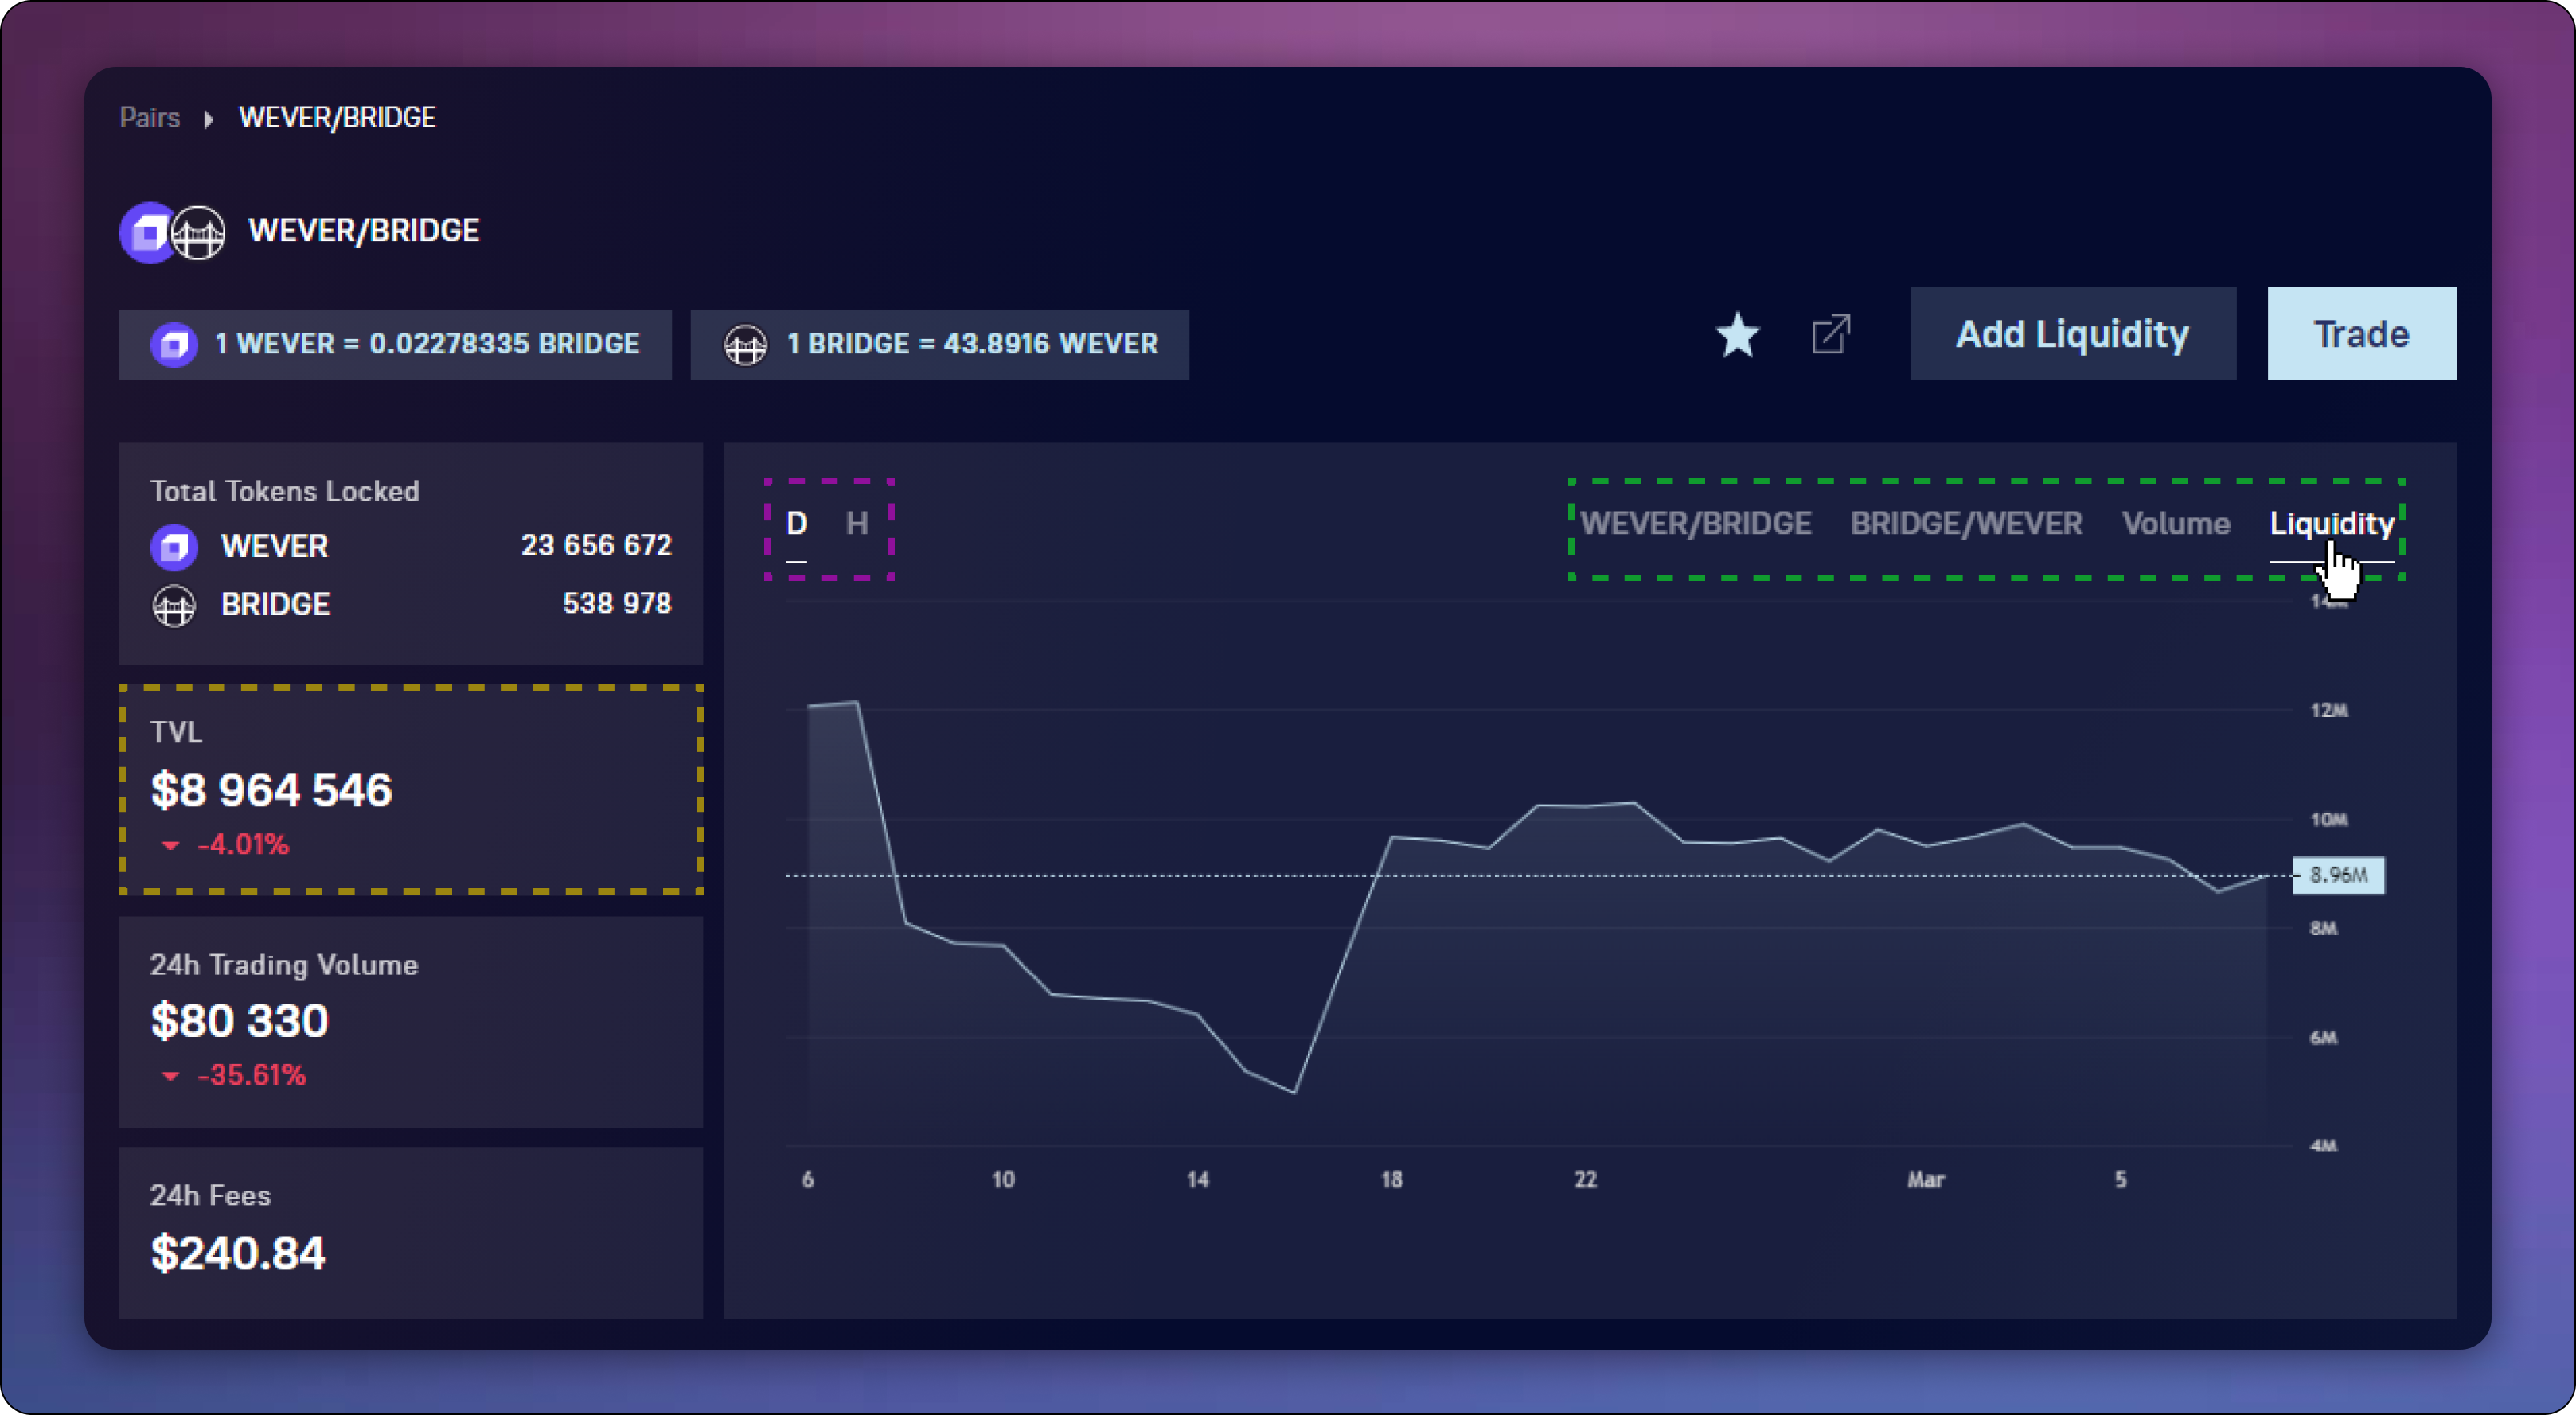 Pairs WEVER/BRIDGE
WEVER/BRIDGE
1 WEVER = 0.02278335 BRIDGE
1 BRIDGE = 43.8916 WEVER
Add Liquidity
Trade
Total Tokens Locked
WEVER 23 656 672
BRIDGE 538 978
TVL
$8 964 546
-4.01%
24h Trading Volume
$80 330
-35.61%
24h Fees
$240.84
D H
WEVER/BRIDGE BRIDGE/WEVER Volume Liquidity
14M
12M
10M
8.96M
8M
6M
4M
6 10 14 18 22 Mar 5